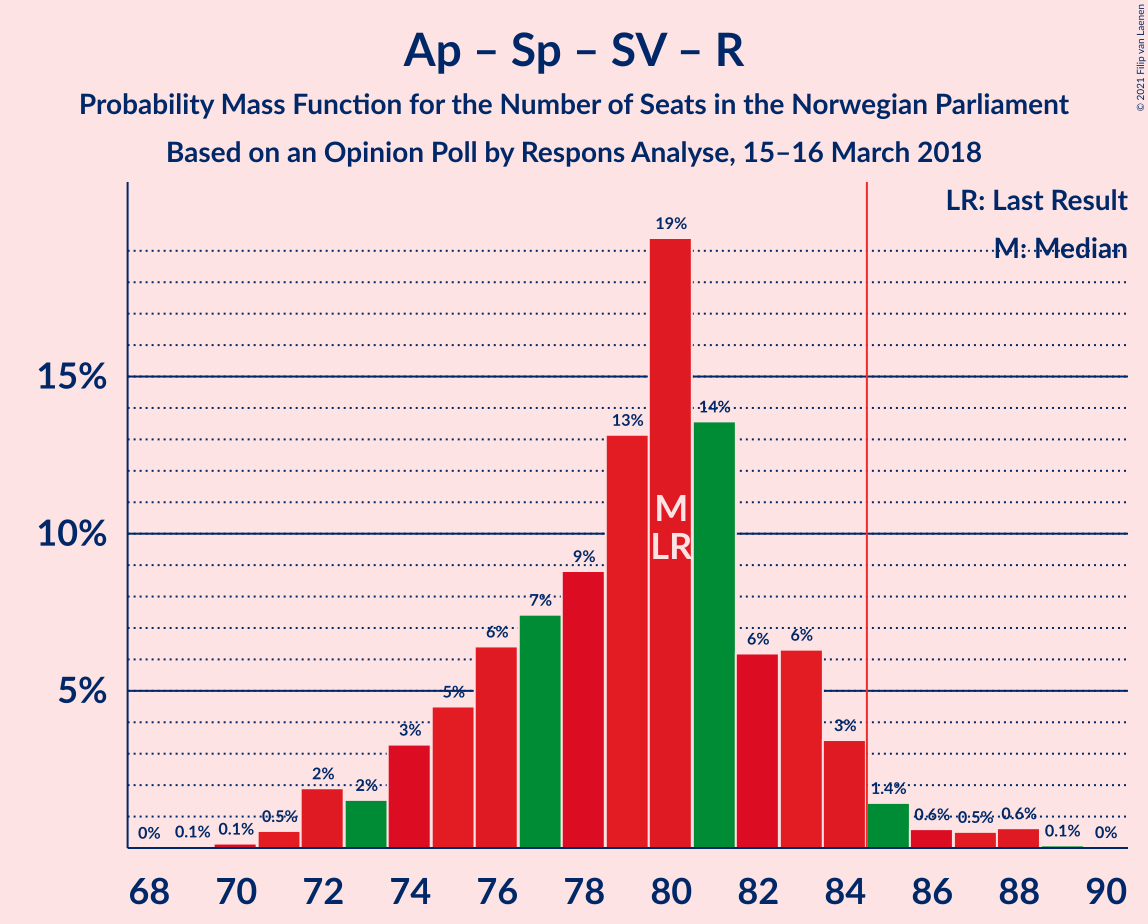 Ap – Sp – SV – R
Probability Mass Function for the Number of Seats in the Norwegian Parliament
Based on an Opinion Poll by Respons Analyse, 15–16 March 2018
© 2021 Filip van Laenen
LR: Last Result
M: Median
15%
10%
5%
0%
0.1%
0.1%
0.5%
2%
2%
3%
5%
6%
7%
9%
13%
19%
14%
6%
6%
3%
1.4%
0.6%
0.5%
0.6%
0.1%
0%
M
LR
68 70 72 74 76 78 80 82 84 86 88 90